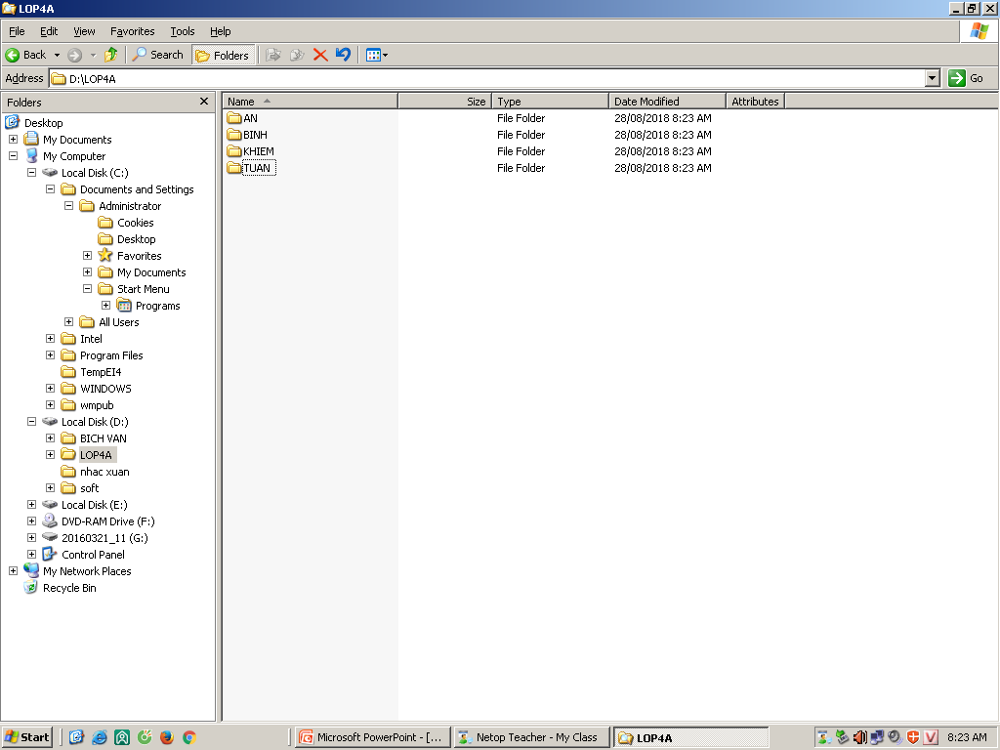 LOP4A
File Edit View Favorites Tools Help
Back Search Folders
Address D:\LOP4A Go
Folders
Desktop
My Documents
My Computer
Local Disk (C:)
Documents and Settings
Administrator
Cookies
Desktop
Favorites
My Documents
Start Menu
Programs
All Users
Intel
Program Files
TempEI4
WINDOWS
wmpub
Local Disk (D:)
BICH VAN
LOP4A
nhac xuan
soft
Local Disk (E:)
DVD-RAM Drive (F:)
20160321_11 (G:)
Control Panel
My Network Places
Recycle Bin
Name Size Type Date Modified Attributes
AN File Folder 28/08/2018 8:23 AM
BINH File Folder 28/08/2018 8:23 AM
KHIEM File Folder 28/08/2018 8:23 AM
TUAN File Folder 28/08/2018 8:23 AM
Start Microsoft PowerPoint - [... Netop Teacher - My Class LOP4A V 8:23 AM